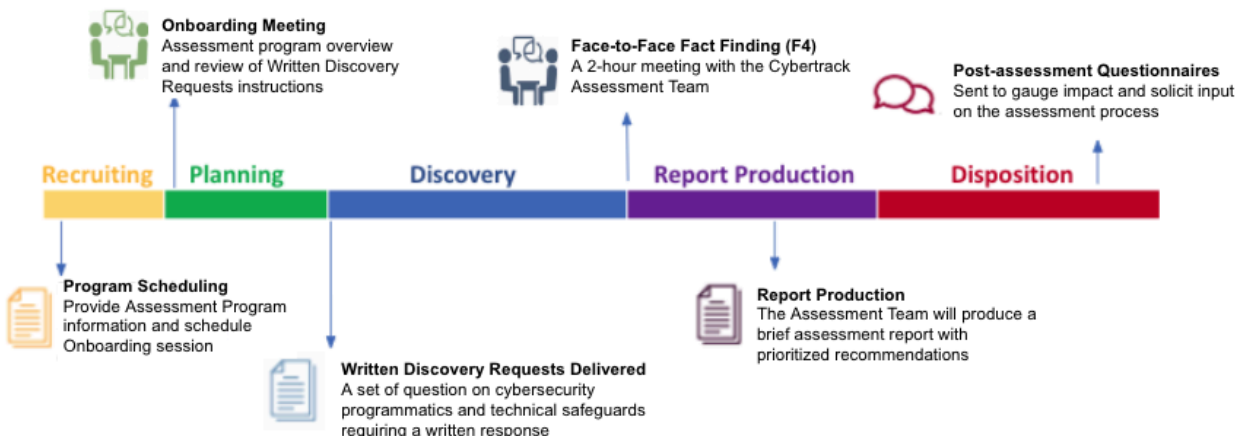 Onboarding Meeting
Assessment program overview
and review of Written Discovery
Requests instructions
Face-to-Face Fact Finding (F4)
A 2-hour meeting with the Cybertrack
Assessment Team
Post-assessment Questionnaires
Sent to gauge impact and solicit input
on the assessment process
Recruiting
Planning
Discovery
Report Production
Disposition
Program Scheduling
Provide Assessment Program
information and schedule
Onboarding session
Written Discovery Requests Delivered
A set of question on cybersecurity
programmatics and technical safeguards
requiring a written response
Report Production
The Assessment Team will produce a
brief assessment report with
prioritized recommendations